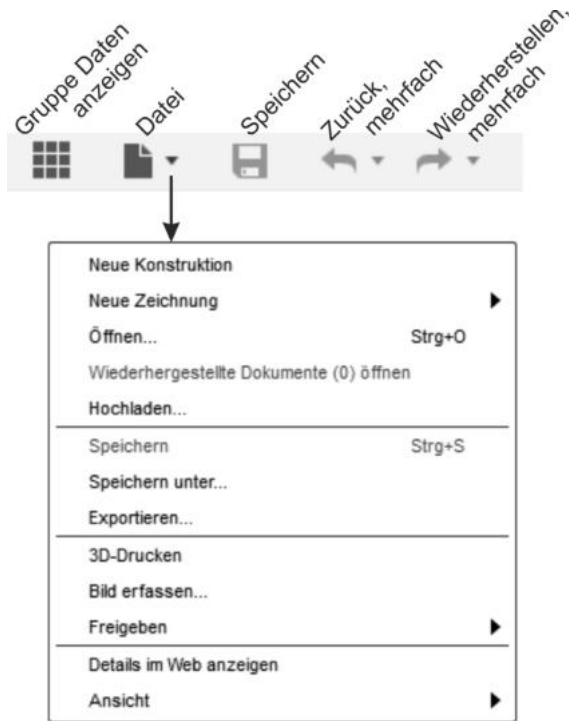 Gruppe Daten
anzeigen
Datei
Speichern
Zurück,
mehrfach
Wiederherstellen,
mehrfach
Neue Konstruktion
Neue Zeichnung
Öffnen... Strg+O
Wiederhergestellte Dokumente (0) öffnen
Hochladen...
Speichern Strg+S
Speichern unter...
Exportieren...
3D-Drucken
Bild erfassen...
Freigeben
Details im Web anzeigen
Ansicht